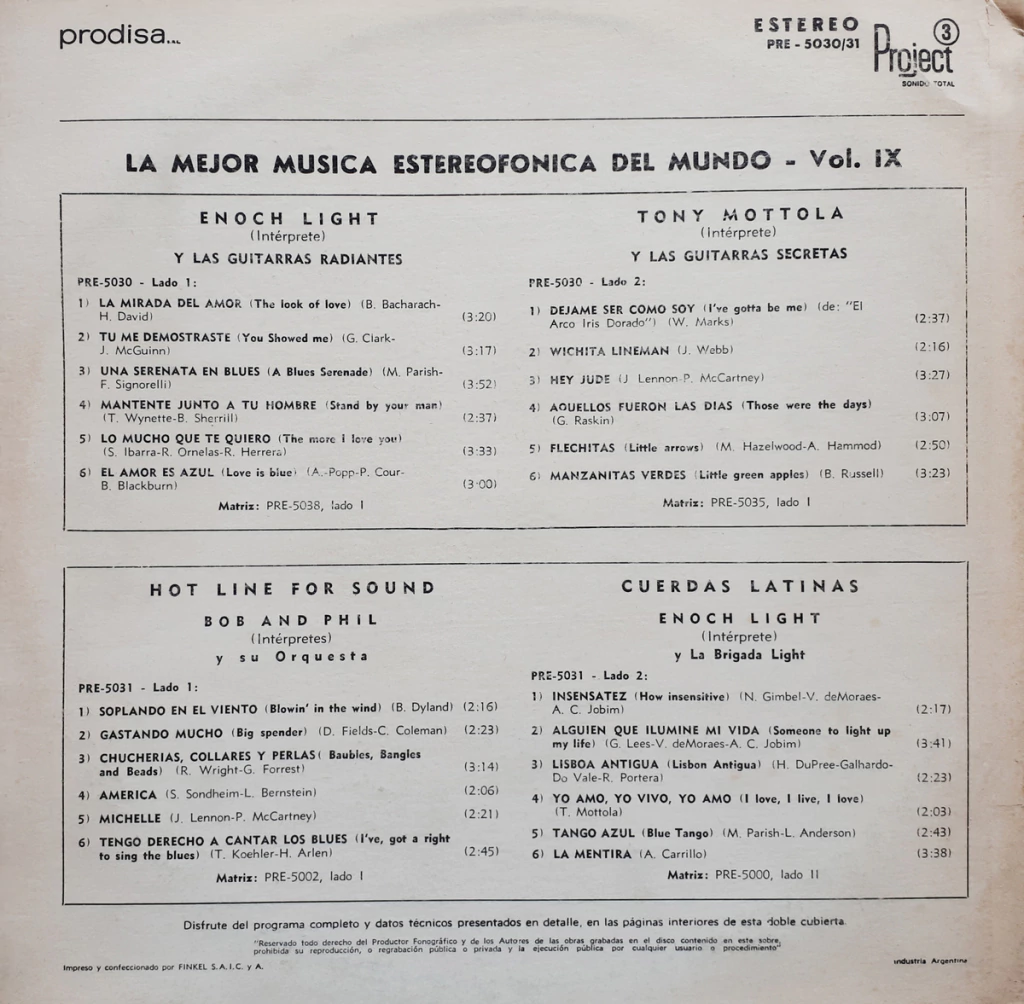 prodisa...
ESTEREO
PRE - 5030/31
Project 3
SONIDO TOTAL
LA MEJOR MUSICA ESTEREOFONICA DEL MUNDO - Vol. IX
ENOCH LIGHT
(Intérprete)
Y LAS GUITARRAS RADIANTES
PRE-5030 - Lado 1:
1) LA MIRADA DEL AMOR (The look of love) (B. Bacharach-
H. David) (3:20)
2) TU ME DEMOSTRASTE (You Showed me) (G. Clark-
J. McGuinn) (3:17)
3) UNA SERENATA EN BLUES (A Blues Serenade) (M. Parish-
F. Signorelli) (3:52)
4) MANTENTE JUNTO A TU HOMBRE (Stand by your man)
(T. Wynette-B. Sherrill) (2:37)
5) LO MUCHO QUE TE QUIERO (The more i love you)
(S. Ibarra-R. Ornelas-R. Herrera) (3:33)
6) EL AMOR ES AZUL (Love is blue) (A.-Popp-P. Cour-
B. Blackburn) (3:00)
Matriz: PRE-5038, lado I
TONY MOTTOLA
(Intérprete)
Y LAS GUITARRAS SECRETAS
PRE-5030 - Lado 2:
1) DEJAME SER COMO SOY (I've gotta be me) (de: "El
Arco Iris Dorado") (W. Marks) (2:37)
2) WICHITA LINEMAN (J. Webb) (2:16)
3) HEY JUDE (J Lennon-P. McCartney) (3:27)
4) AQUELLOS FUERON LAS DIAS (Those were the days)
(G. Raskin) (3:07)
5) FLECHITAS (Little arrows) (M. Hazelwood-A. Hammod) (2:50)
6) MANZANITAS VERDES (Little green apples) (B. Russell) (3:23)
Matriz: PRE-5035, lado I
HOT LINE FOR SOUND
BOB AND PHIL
(Intérpretes)
y su Orquesta
PRE-5031 - Lado 1:
1) SOPLANDO EN EL VIENTO (Blowin' in the wind) (B. Dyland) (2:16)
2) GASTANDO MUCHO (Big spender) (D. Fields-C. Coleman) (2:23)
3) CHUCHERIAS, COLLARES Y PERLAS( Baubles, Bangles
and Beads) (R. Wright-G. Forrest) (3:14)
4) AMERICA (S. Sondheim-L. Bernstein) (2:06)
5) MICHELLE (J. Lennon-P. McCartney) (2:21)
6) TENGO DERECHO A CANTAR LOS BLUES (I've, got a right
to sing the blues) (T. Koehler-H. Arlen) (2:45)
Matriz: PRE-5002, lado I
CUERDAS LATINAS
ENOCH LIGHT
(Intérprete)
y La Brigada Light
PRE-5031 - Lado 2:
1) INSENSATEZ (How insensitive) (N. Gimbel-V. deMoraes-
A. C. Jobim) (2:17)
2) ALGUIEN QUE ILUMINE MI VIDA (Someone to light up
my life) (G. Lees-V. deMoraes-A. C. Jobim) (3:41)
3) LISBOA ANTIGUA (Lisbon Antigua) (H. DuPree-Galhardo-
Do Vale-R. Portera) (2:23)
4) YO AMO, YO VIVO, YO AMO (I love, I live, I love)
(T. Mottola) (2:03)
5) TANGO AZUL (Blue Tango) (M. Parish-L. Anderson) (2:43)
6) LA MENTIRA (A. Carrillo) (3:38)
Matriz: PRE-5000, lado II
Disfrute del programa completo y datos técnicos presentados en detalle, en las páginas interiores de esta doble cubierta.
"Reservado todo derecho del Productor Fonográfico y de los Autores de las obras grabadas en el disco contenido en este sobre,
prohibida su reproducción, o regrabación pública o privada y la ejecución pública por cualquier usuario o procedimiento"
Impreso y confeccionado por FINKEL S.A.I.C. y A.
Industria Argentina